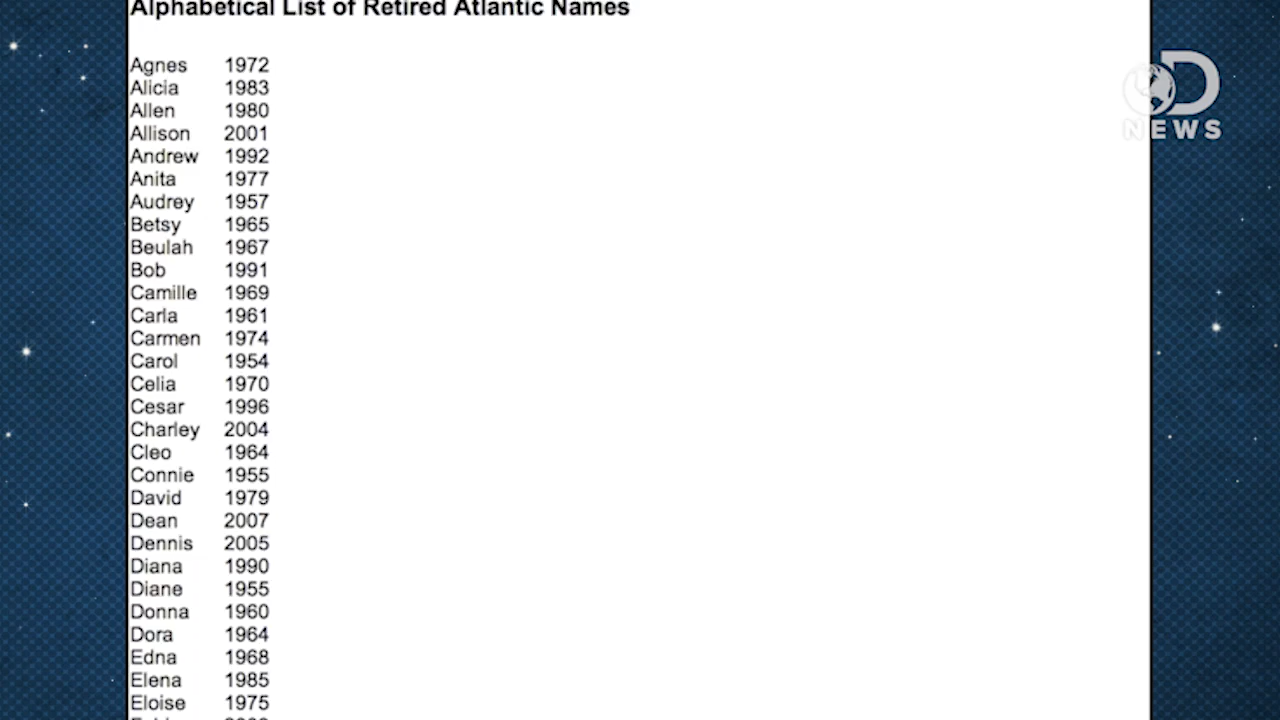 Alphabetical List of Retired Atlantic Names
Agnes 1972
Alicia 1983
Allen 1980
Allison 2001
Andrew 1992
Anita 1977
Audrey 1957
Betsy 1965
Beulah 1967
Bob 1991
Camille 1969
Carla 1961
Carmen 1974
Carol 1954
Celia 1970
Cesar 1996
Charley 2004
Cleo 1964
Connie 1955
David 1979
Dean 2007
Dennis 2005
Diana 1990
Diane 1955
Donna 1960
Dora 1964
Edna 1968
Elena 1985
Eloise 1975
D
NEWS